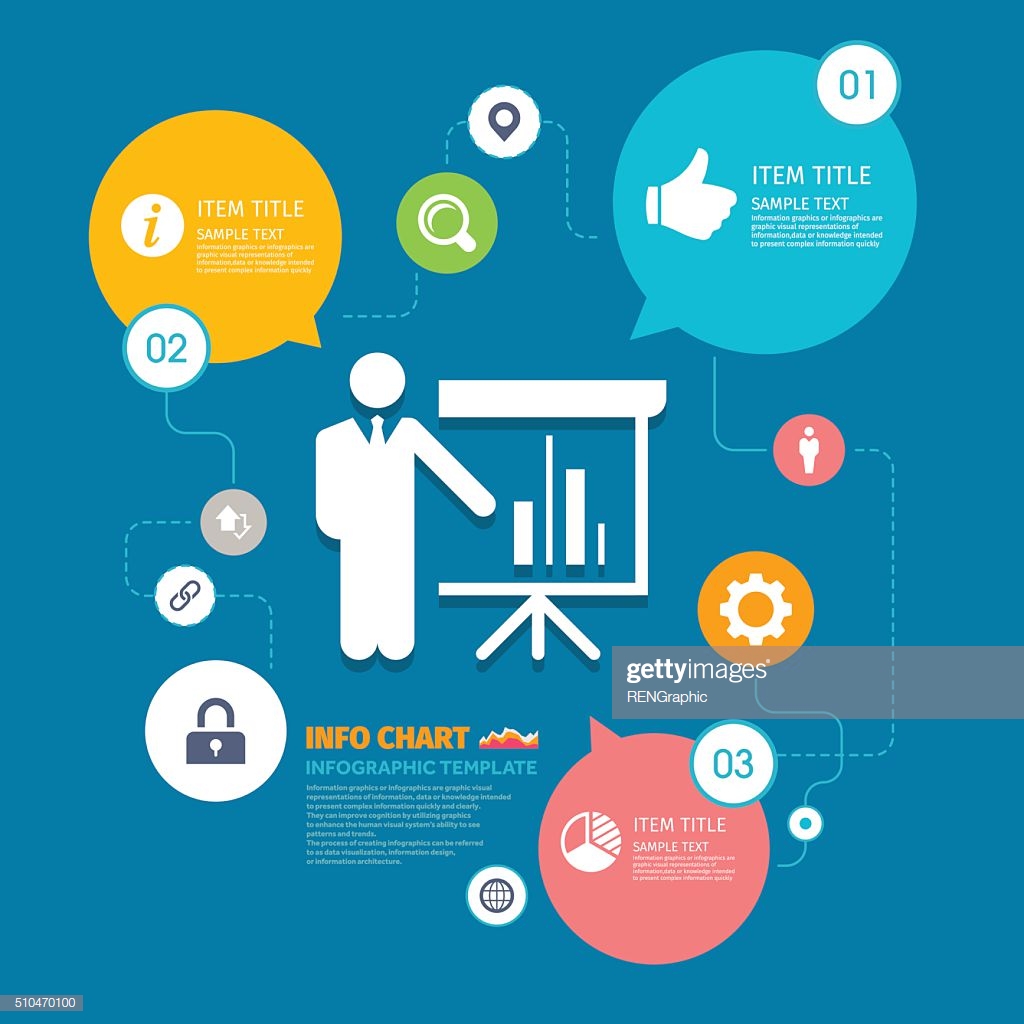 01
ITEM TITLE
SAMPLE TEXT
Information graphics or infographics are
graphic visual representations of
information,data or knowledge intended
to present complex information quickly
ITEM TITLE
SAMPLE TEXT
Information graphics or infographics are
graphic visual representations of
information,data or knowledge intended
to present complex information quickly
02
gettyimages
RENGraphic
INFO CHART
INFOGRAPHIC TEMPLATE
Information graphics or infographics are graphic visual
representations of information, data or knowledge intended
to present complex information quickly and clearly.
They can improve cognition by utilizing graphics
to enhance the human visual system's ability to see
patterns and trends.
The process of creating infographics can be referred
to as data visualization, information design,
or information architecture.
03
ITEM TITLE
SAMPLE TEXT
Information graphics or infographics are
graphic visual representations of
information,data or knowledge intended
to present complex information quickly
510470100